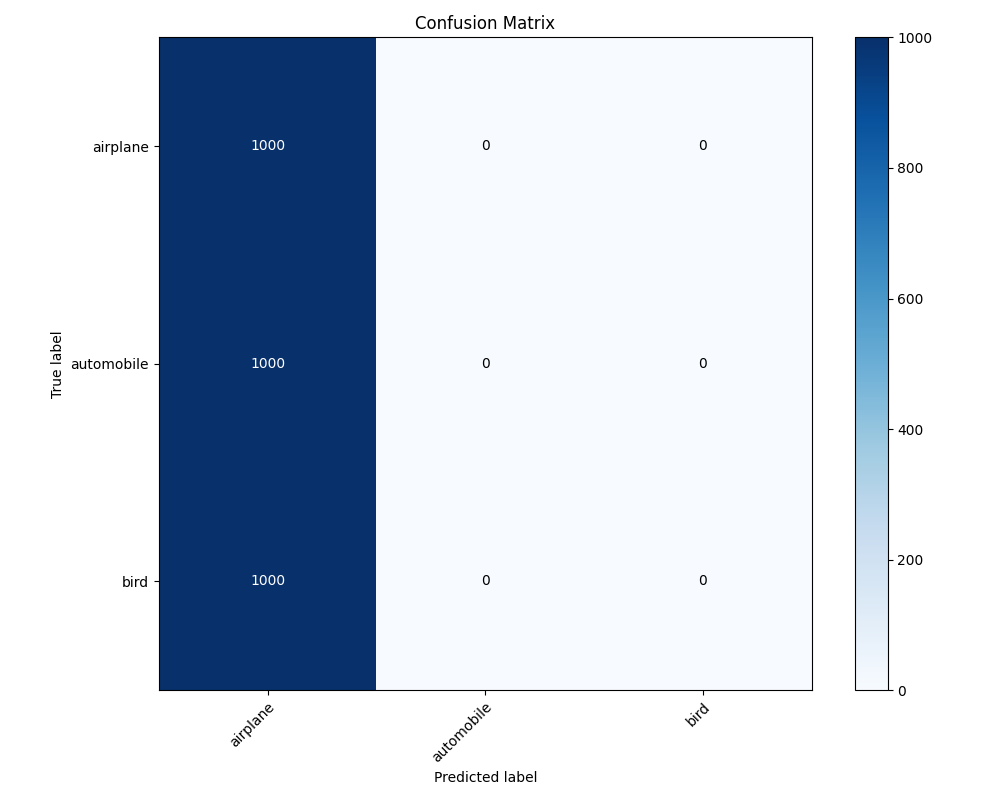 Confusion Matrix
airplane
automobile
bird
True label
1000 0 0
1000 0 0
1000 0 0
airplane
automobile
bird
Predicted label
1000
800
600
400
200
0